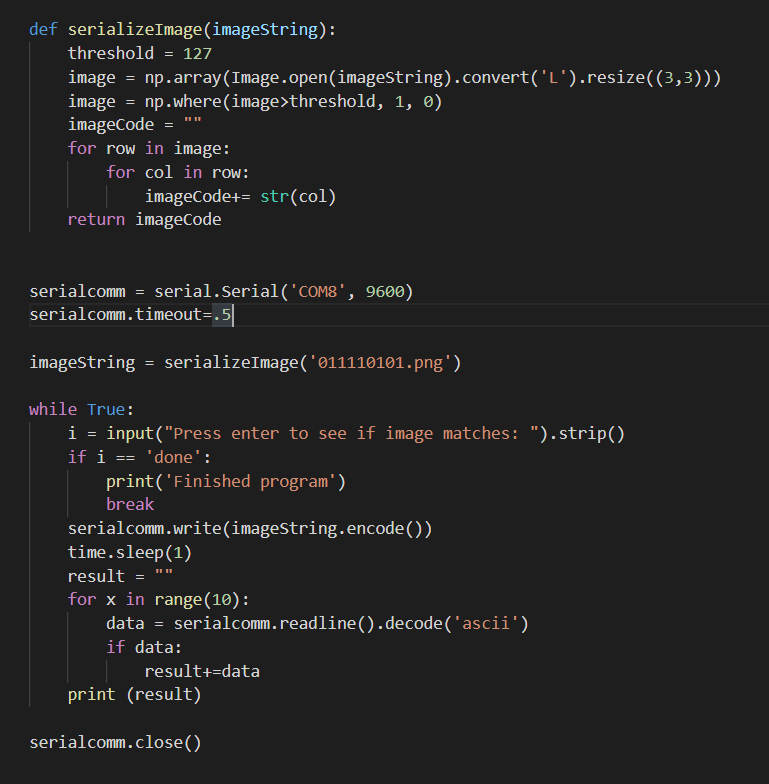 def serializeImage(imageString):
    threshold = 127
    image = np.array(Image.open(imageString).convert('L').resize((3,3)))
    image = np.where(image>threshold, 1, 0)
    imageCode = ""
    for row in image:
        for col in row:
            imageCode+= str(col)
    return imageCode


serialcomm = serial.Serial('COM8', 9600)
serialcomm.timeout=.5

imageString = serializeImage('011110101.png')

while True:
    i = input("Press enter to see if image matches: ").strip()
    if i == 'done':
        print('Finished program')
        break
    serialcomm.write(imageString.encode())
    time.sleep(1)
    result = ""
    for x in range(10):
        data = serialcomm.readline().decode('ascii')
        if data:
            result+=data
    print (result)

serialcomm.close()